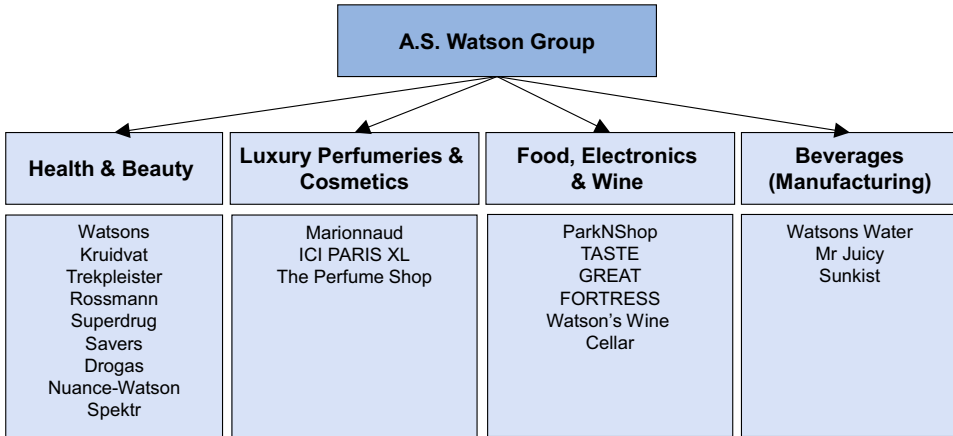 A.S. Watson Group
Health & Beauty
Luxury Perfumeries &
Cosmetics
Food, Electronics
& Wine
Beverages
(Manufacturing)
Watsons
Kruidvat
Trekpleister
Rossmann
Superdrug
Savers
Drogas
Nuance-Watson
Spektr
Marionnaud
ICI PARIS XL
The Perfume Shop
ParkNShop
TASTE
GREAT
FORTRESS
Watson’s Wine
Cellar
Watsons Water
Mr Juicy
Sunkist